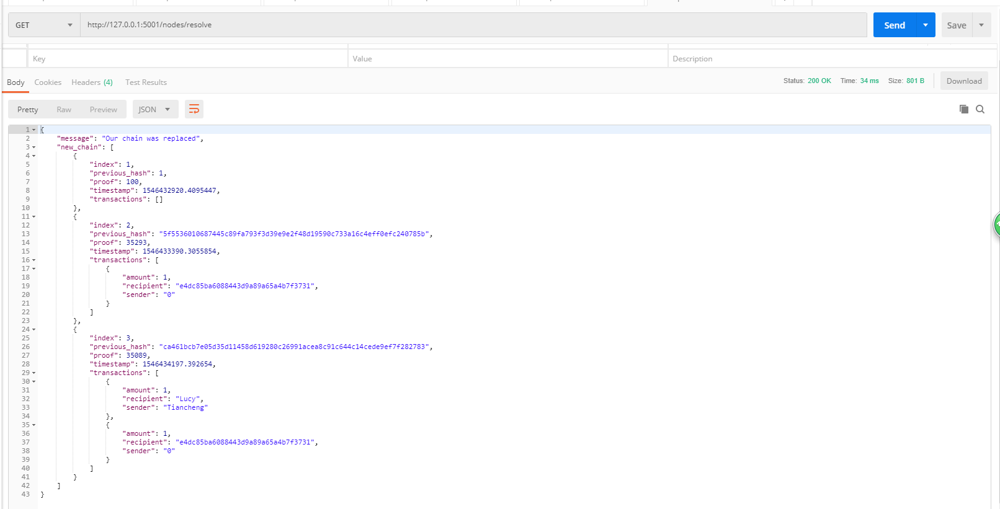 GET http://127.0.0.1:5001/nodes/resolve Send Save
Key Value Description
Body Cookies Headers (4) Test Results Status: 200 OK Time: 34 ms Size: 801 B Download
Pretty Raw Preview JSON
1 {
2 "message": "Our chain was replaced",
3 "new_chain": [
4 {
5 "index": 1,
6 "previous_hash": 1,
7 "proof": 100,
8 "timestamp": 1546432920.4095447,
9 "transactions": []
10 },
11 {
12 "index": 2,
13 "previous_hash": "5f5536010687445c89fa793f3d39e9e2f48d19590c733a16c4eff0efc240785b",
14 "proof": 35293,
15 "timestamp": 1546433390.3055854,
16 "transactions": [
17 {
18 "amount": 1,
19 "recipient": "e4dc85ba6088443d9a89a65a4b7f3731",
20 "sender": "0"
21 }
22 ]
23 },
24 {
25 "index": 3,
26 "previous_hash": "ca461bcb7e05d35d11458d619280c26991acea8c91c644c14cede9ef7f282783",
27 "proof": 35089,
28 "timestamp": 1546434197.392654,
29 "transactions": [
30 {
31 "amount": 1,
32 "recipient": "Lucy",
33 "sender": "Tiancheng"
34 },
35 {
36 "amount": 1,
37 "recipient": "e4dc85ba6088443d9a89a65a4b7f3731",
38 "sender": "0"
39 }
40 ]
41 }
42 ]
43 }